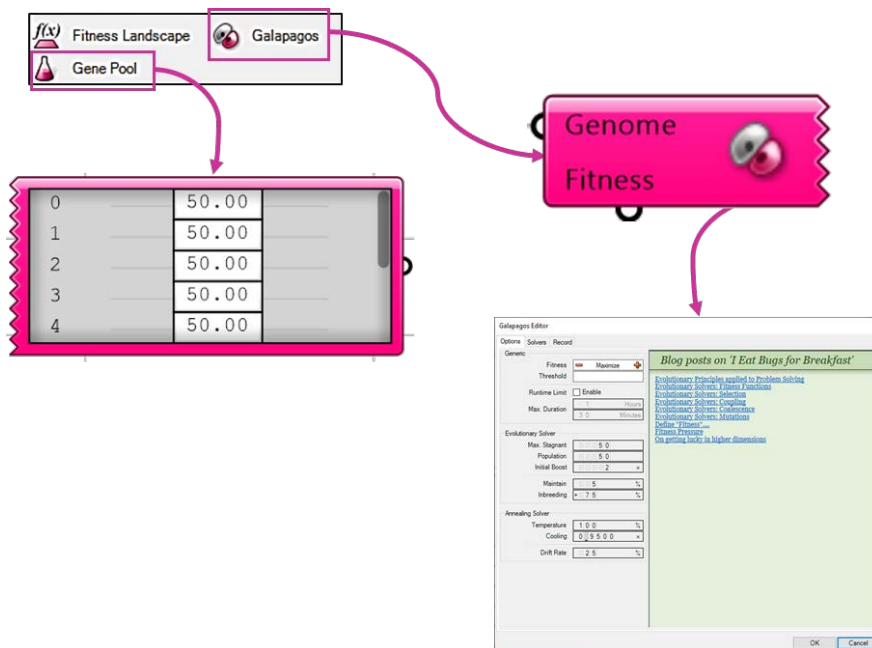 f(x) Fitness Landscape Galapagos
Gene Pool
Genome
Fitness
0 50.00
1 50.00
2 50.00
3 50.00
4 50.00
Galapagos Editor
Options Solvers Record
Generic
Fitness Maximize
Threshold
Runtime Limit Enable
Max. Duration 1 Hours
30 Minutes
Evolutionary Solver
Max. Stagnant 50
Population 50
Initial Boost 2 x
Maintain 5 %
Inbreeding + 75 %
Annealing Solver
Temperature 100 %
Cooling 0.9500 x
Drift Rate 25 %
Blog posts on 'I Eat Bugs for Breakfast'
Evolutionary Principles applied to Problem Solving
Evolutionary Solvers: Fitness Functions
Evolutionary Solvers: Selection
Evolutionary Solvers: Coupling
Evolutionary Solvers: Coalescence
Evolutionary Solvers: Mutations
Define "Fitness"....
Fitness Pressure
On getting lucky in higher dimensions
OK Cancel